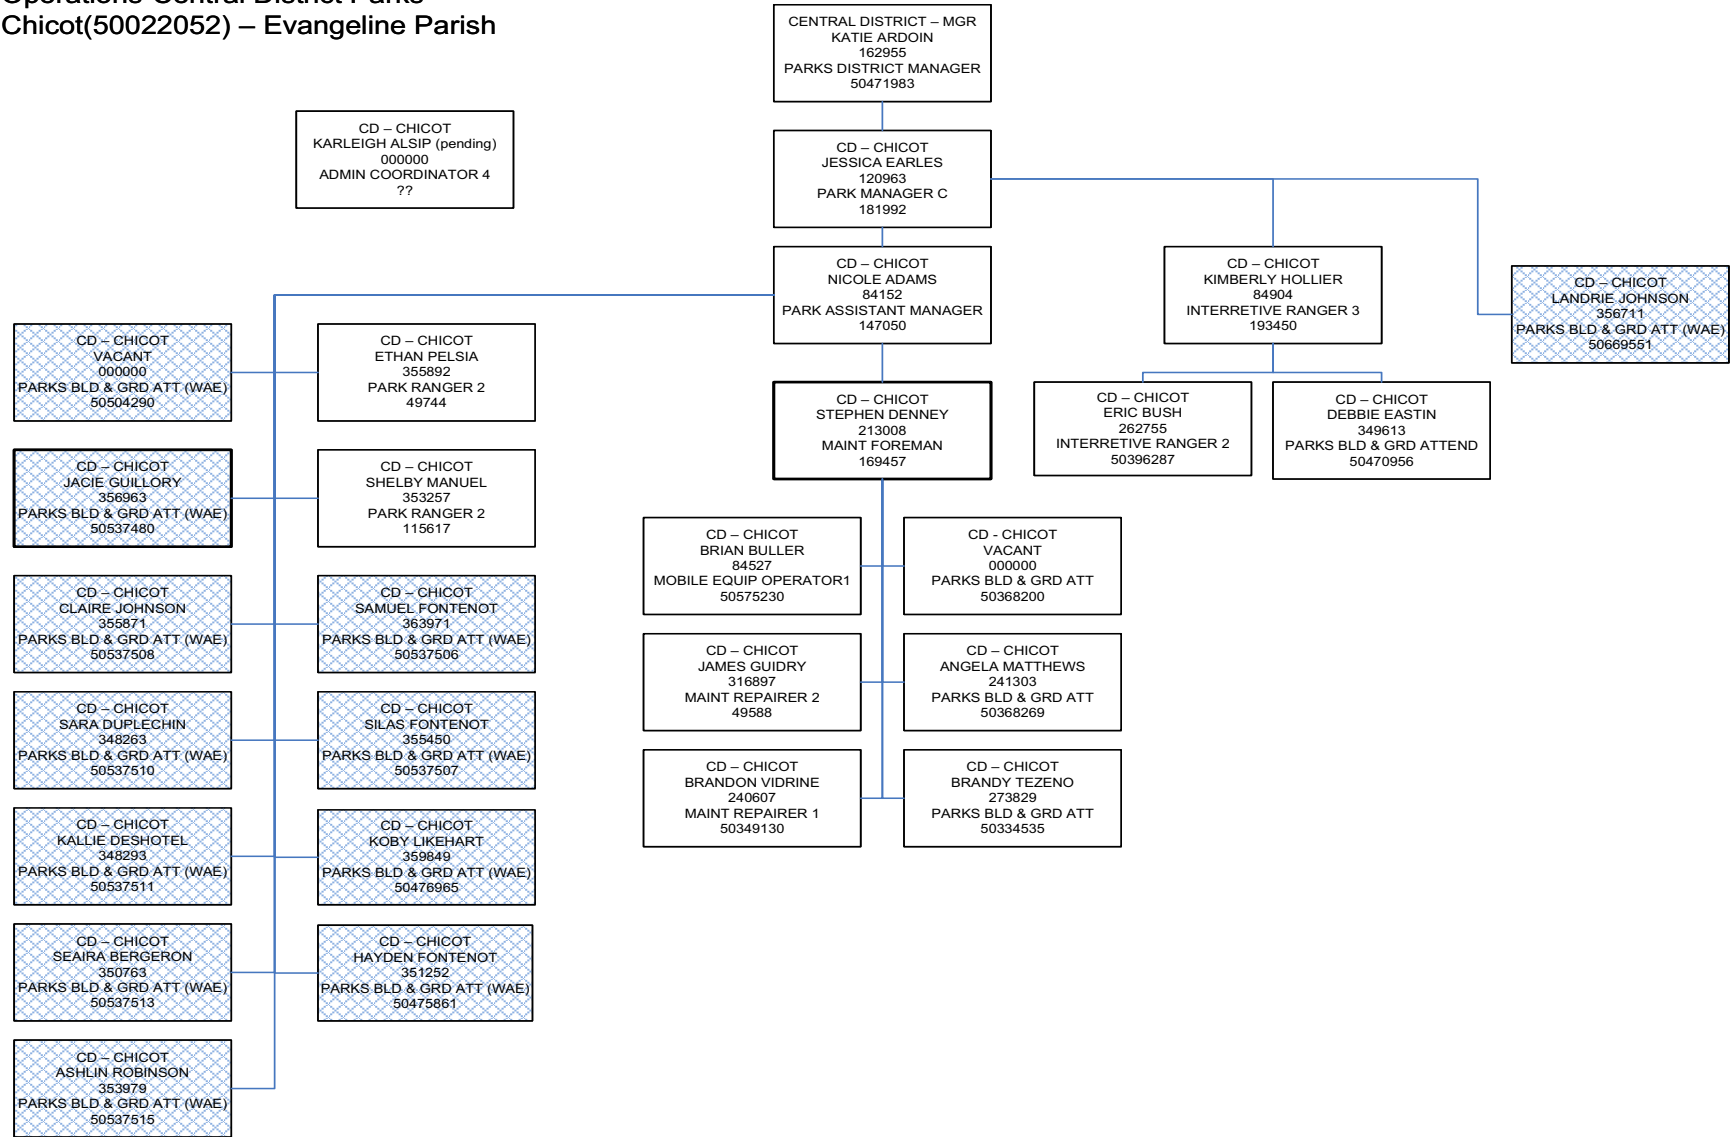 Operations-Central District Parks
Chicot(50022052) – Evangeline Parish
CENTRAL DISTRICT – MGR
KATIE ARDOIN
162955
PARKS DISTRICT MANAGER
50471983
CD – CHICOT
KARLEIGH ALSIP (pending)
000000
ADMIN COORDINATOR 4
??
CD – CHICOT
JESSICA EARLES
120963
PARK MANAGER C
181992
CD – CHICOT
NICOLE ADAMS
84152
PARK ASSISTANT MANAGER
147050
CD – CHICOT
KIMBERLY HOLLIER
84904
INTERRETIVE RANGER 3
193450
CD – CHICOT
LANDRIE JOHNSON
356711
PARKS BLD & GRD ATT (WAE)
50669551
CD – CHICOT
VACANT
000000
PARKS BLD & GRD ATT (WAE)
50504290
CD – CHICOT
ETHAN PELSIA
355892
PARK RANGER 2
49744
CD – CHICOT
STEPHEN DENNEY
213008
MAINT FOREMAN
169457
CD – CHICOT
ERIC BUSH
262755
INTERRETIVE RANGER 2
50396287
CD – CHICOT
DEBBIE EASTIN
349613
PARKS BLD & GRD ATTEND
50470956
CD – CHICOT
JACIE GUILLORY
356963
PARKS BLD & GRD ATT (WAE)
50537480
CD – CHICOT
SHELBY MANUEL
353257
PARK RANGER 2
115617
CD – CHICOT
BRIAN BULLER
84527
MOBILE EQUIP OPERATOR1
50575230
CD - CHICOT
VACANT
000000
PARKS BLD & GRD ATT
50368200
CD – CHICOT
CLAIRE JOHNSON
355871
PARKS BLD & GRD ATT (WAE)
50537508
CD – CHICOT
SAMUEL FONTENOT
363971
PARKS BLD & GRD ATT (WAE)
50537506
CD – CHICOT
JAMES GUIDRY
316897
MAINT REPAIRER 2
49588
CD – CHICOT
ANGELA MATTHEWS
241303
PARKS BLD & GRD ATT
50368269
CD – CHICOT
SARA DUPLECHIN
348263
PARKS BLD & GRD ATT (WAE)
50537510
CD – CHICOT
SILAS FONTENOT
355450
PARKS BLD & GRD ATT (WAE)
50537507
CD – CHICOT
BRANDON VIDRINE
240607
MAINT REPAIRER 1
50349130
CD – CHICOT
BRANDY TEZENO
273829
PARKS BLD & GRD ATT
50334535
CD – CHICOT
KALLIE DESHOTEL
348293
PARKS BLD & GRD ATT (WAE)
50537511
CD – CHICOT
KOBY LIKEHART
359849
PARKS BLD & GRD ATT (WAE)
50476965
CD – CHICOT
SEAIRA BERGERON
350763
PARKS BLD & GRD ATT (WAE)
50537513
CD – CHICOT
HAYDEN FONTENOT
351252
PARKS BLD & GRD ATT (WAE)
50475861
CD – CHICOT
ASHLIN ROBINSON
353979
PARKS BLD & GRD ATT (WAE)
50537515